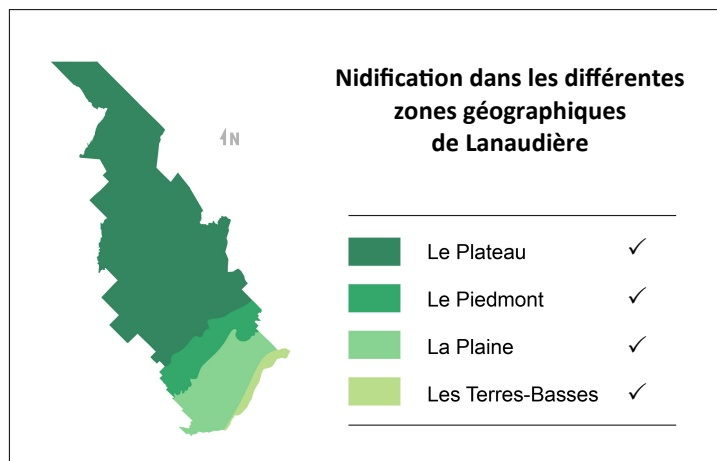 Nidification dans les différentes
zones géographiques
de Lanaudière
N
Le Plateau ✓
Le Piedmont ✓
La Plaine ✓
Les Terres-Basses ✓